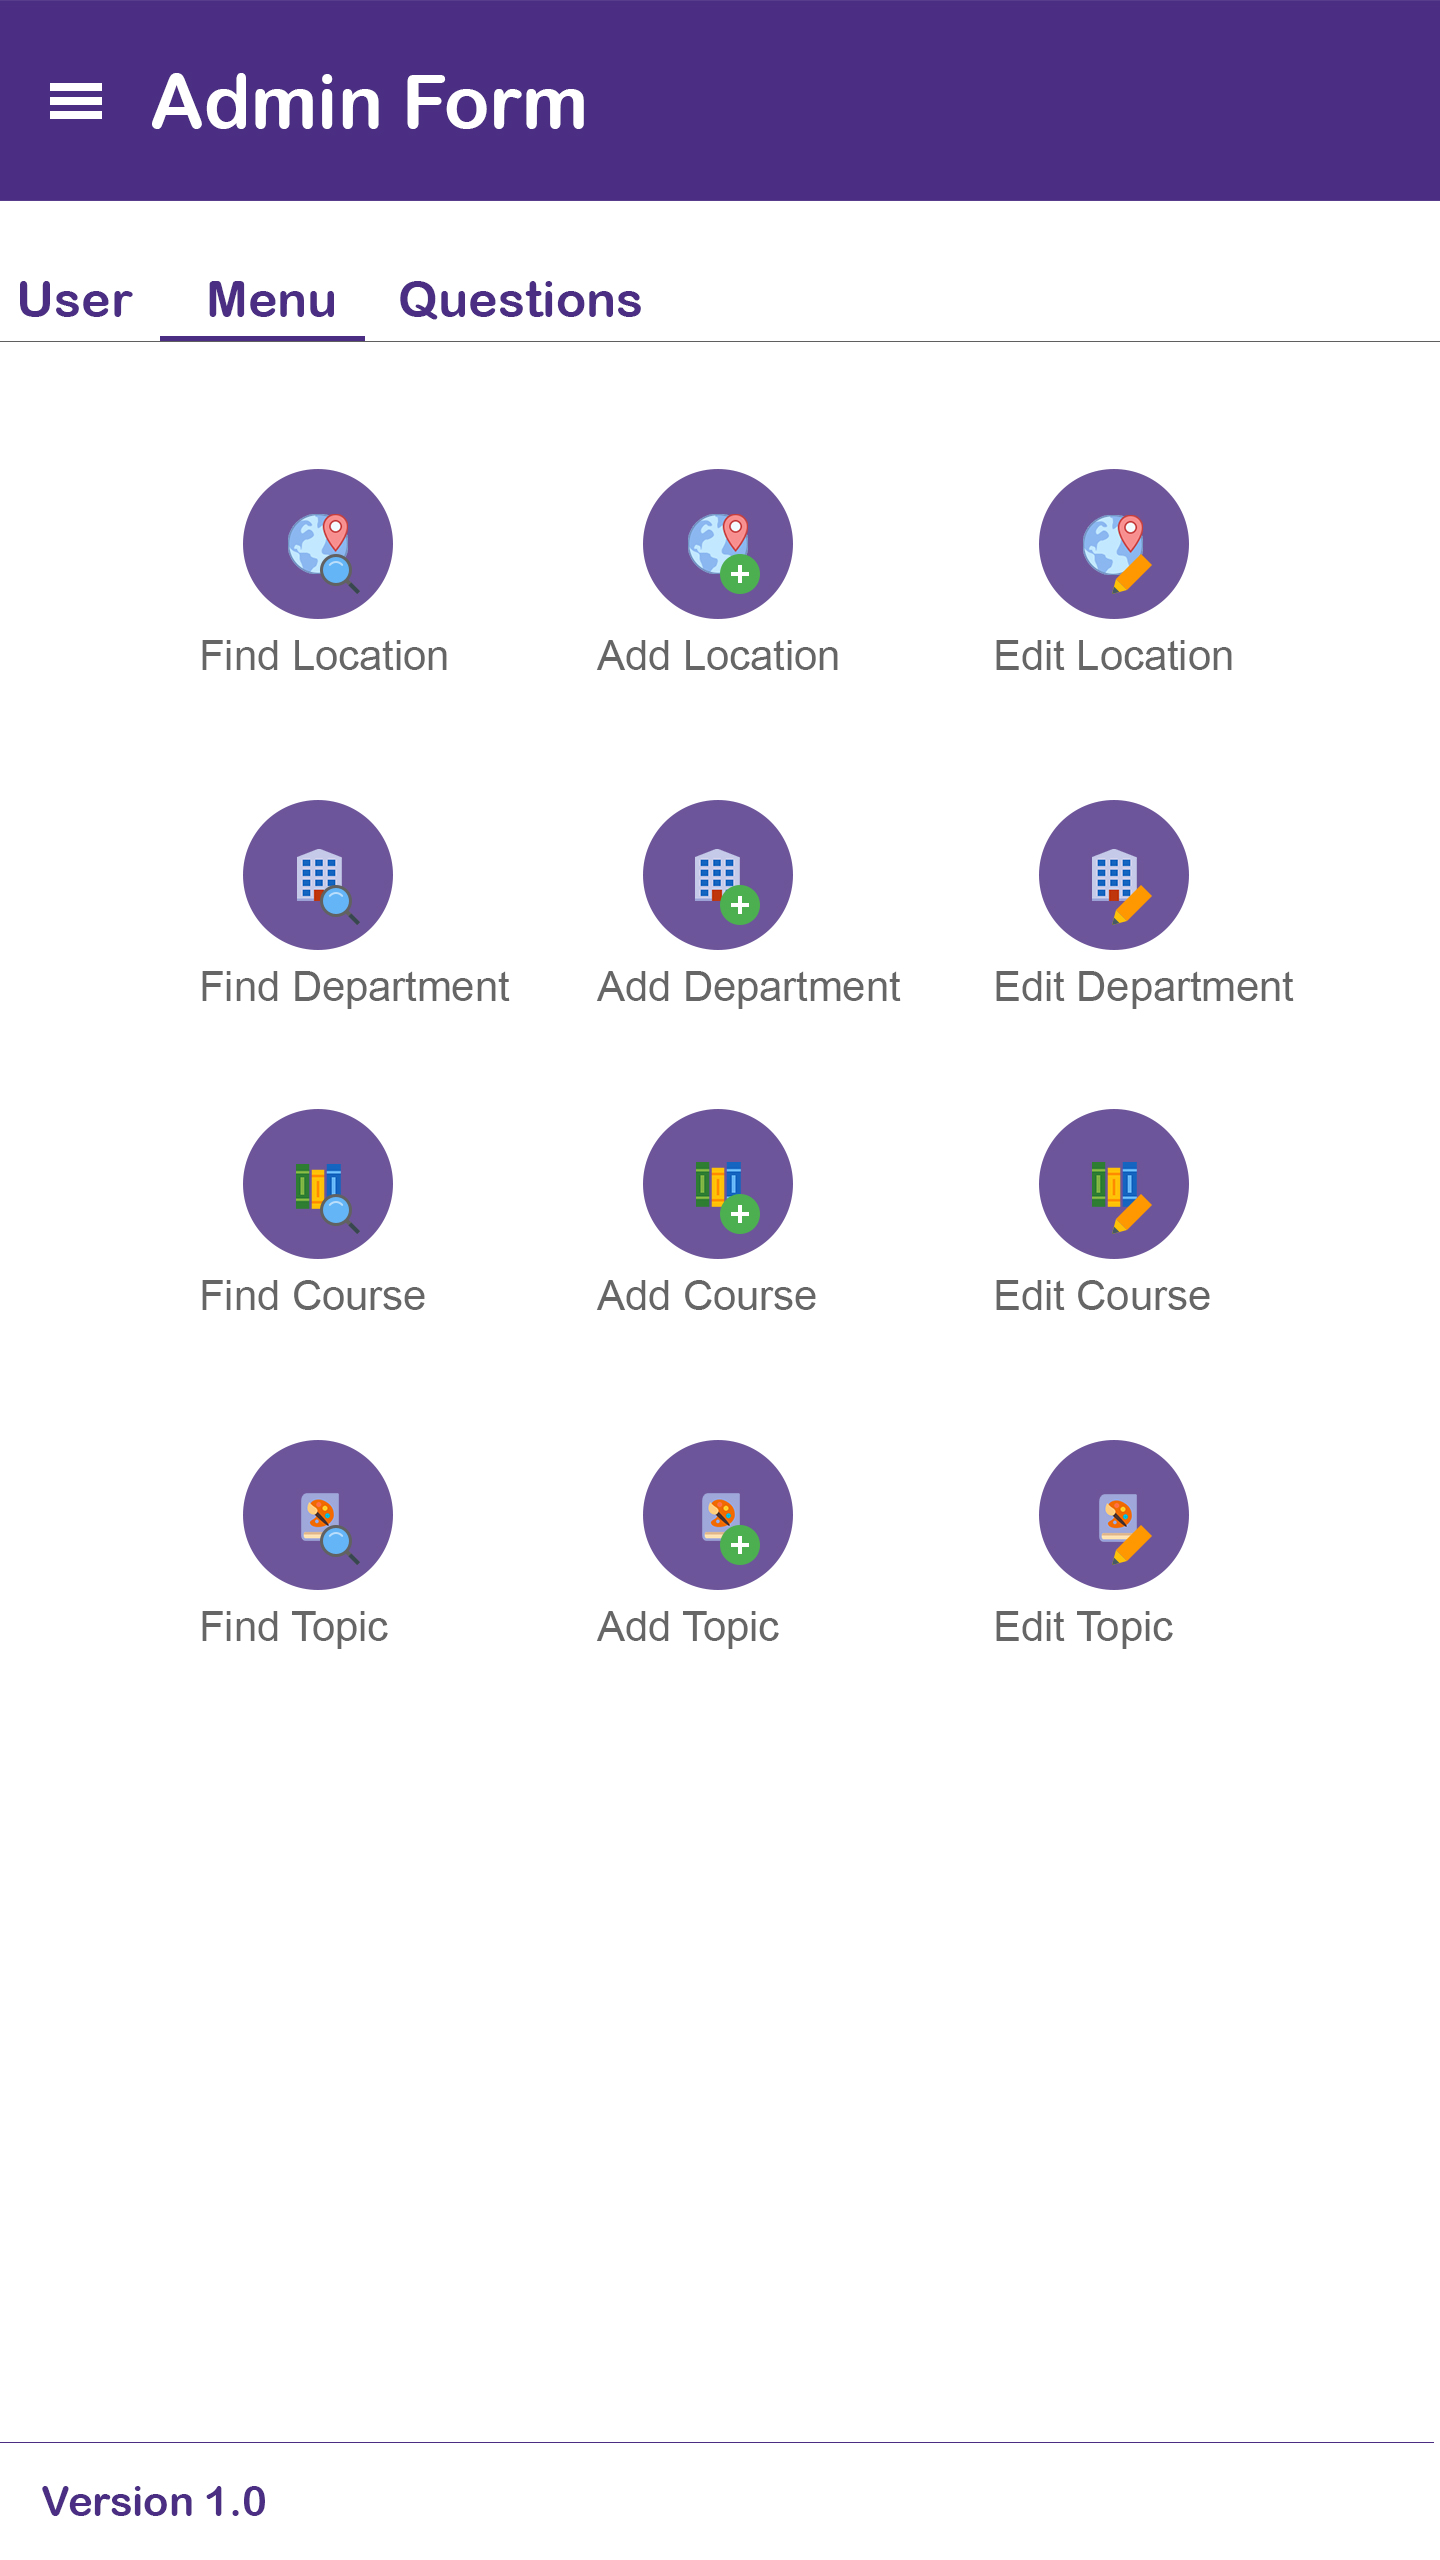 Admin Form
User Menu Questions
Find Location Add Location Edit Location
Find Department Add Department Edit Department
Find Course Add Course Edit Course
Find Topic Add Topic Edit Topic
Version 1.0